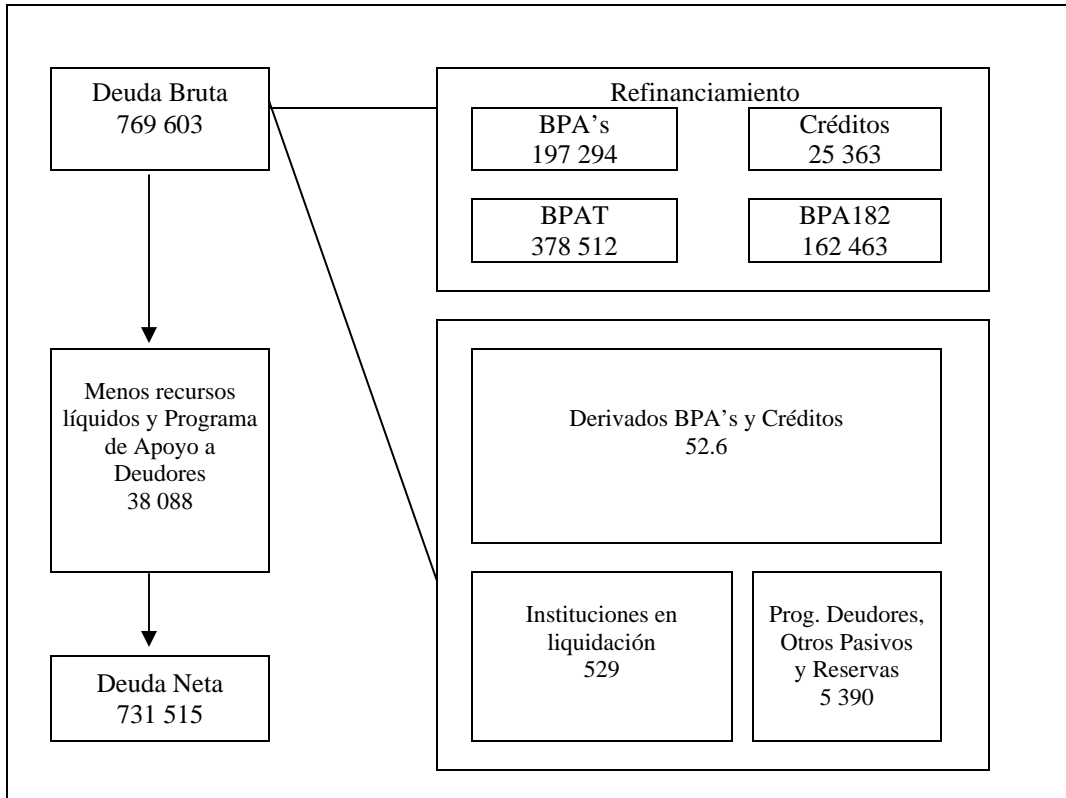 Deuda Bruta
769 603
Menos recursos
líquidos y Programa
de Apoyo a
Deudores
38 088
Deuda Neta
731 515
Refinanciamiento
BPA's
197 294
Créditos
25 363
BPAT
378 512
BPA182
162 463
Derivados BPA's y Créditos
52.6
Instituciones en
liquidación
529
Prog. Deudores,
Otros Pasivos
y Reservas
5 390